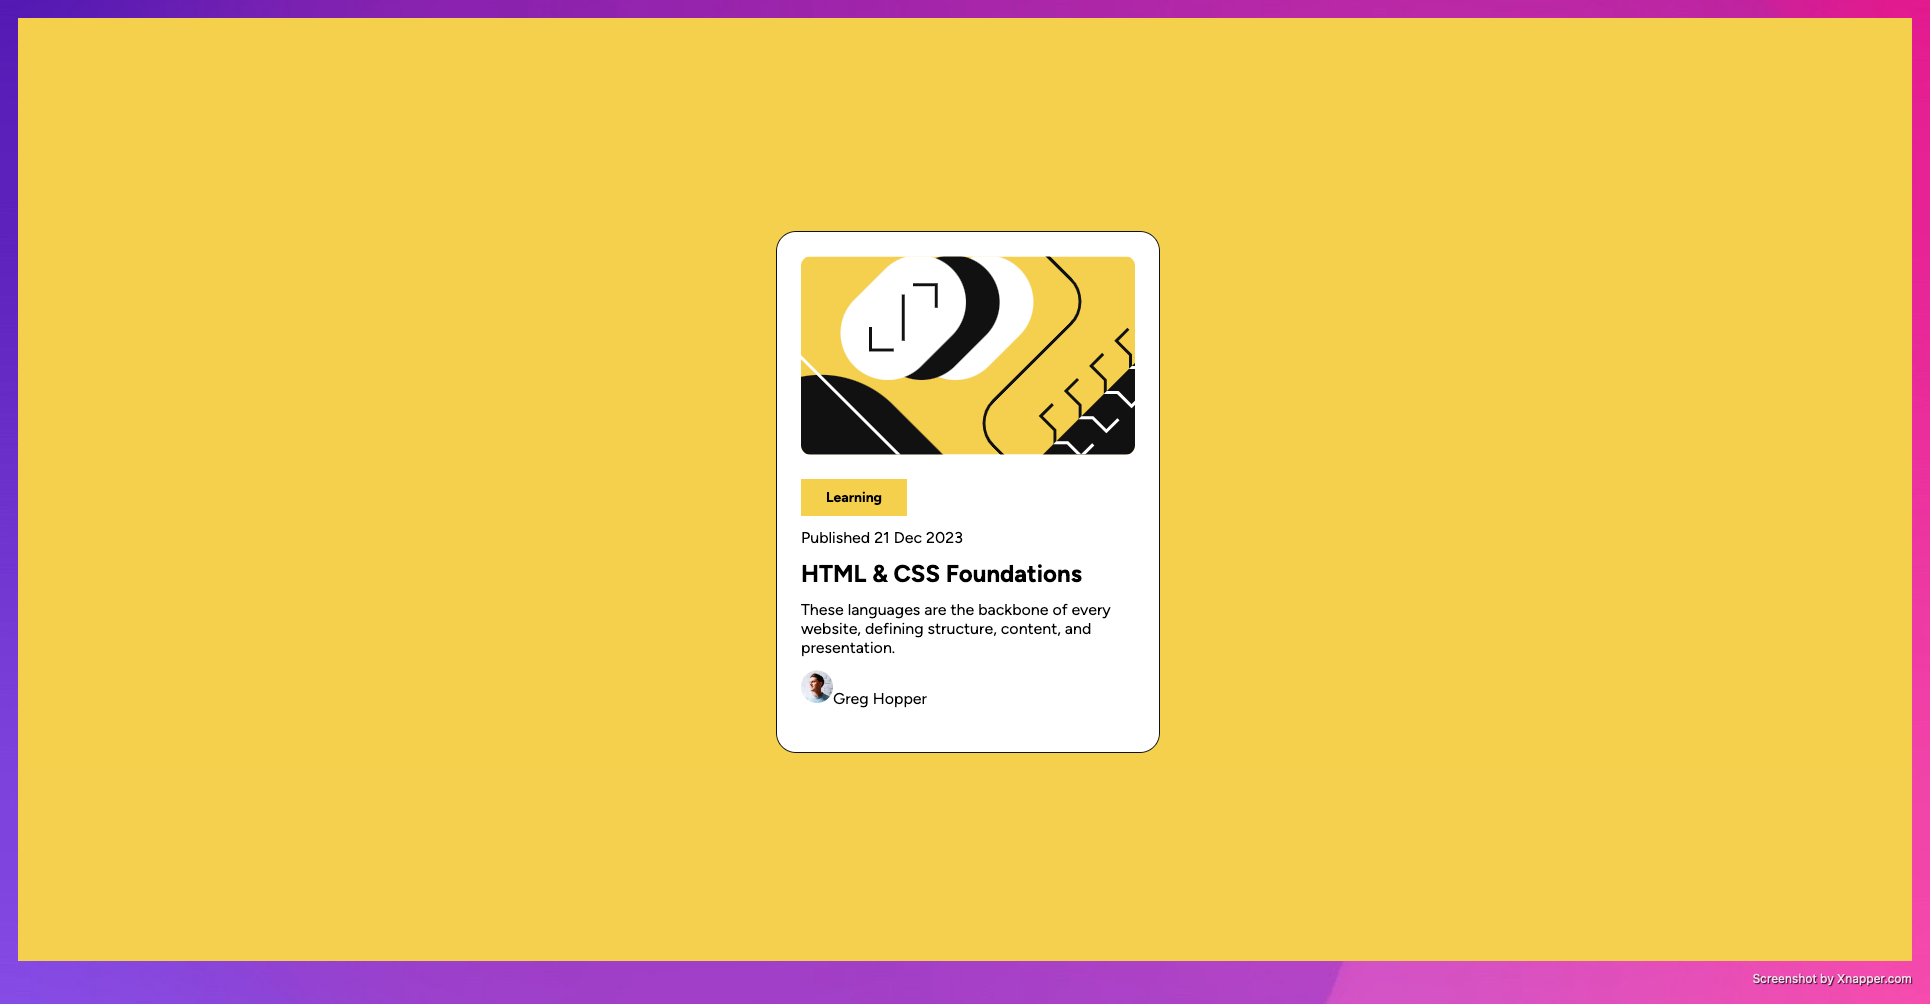 Learning
Published 21 Dec 2023
HTML & CSS Foundations
These languages are the backbone of every
website, defining structure, content, and
presentation.
Greg Hopper
Screenshot by Xnapper.com